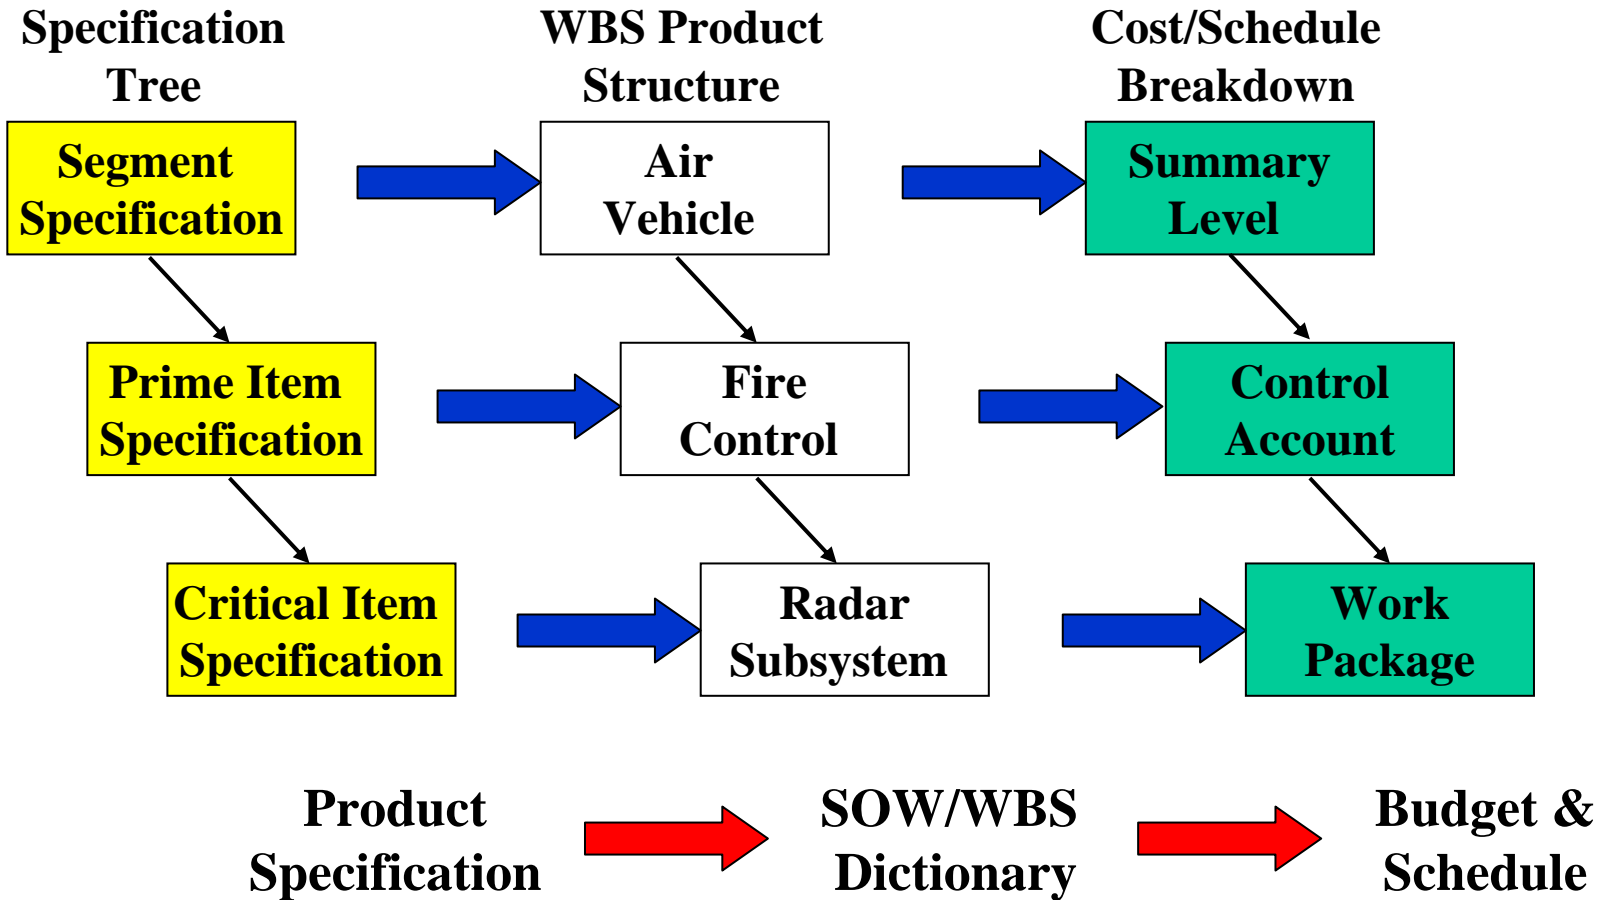 Specification
Tree
WBS Product
Structure
Cost/Schedule
Breakdown
Segment
Specification
Air
Vehicle
Summary
Level
Prime Item
Specification
Fire
Control
Control
Account
Critical Item
Specification
Radar
Subsystem
Work
Package
Product
Specification
SOW/WBS
Dictionary
Budget &
Schedule